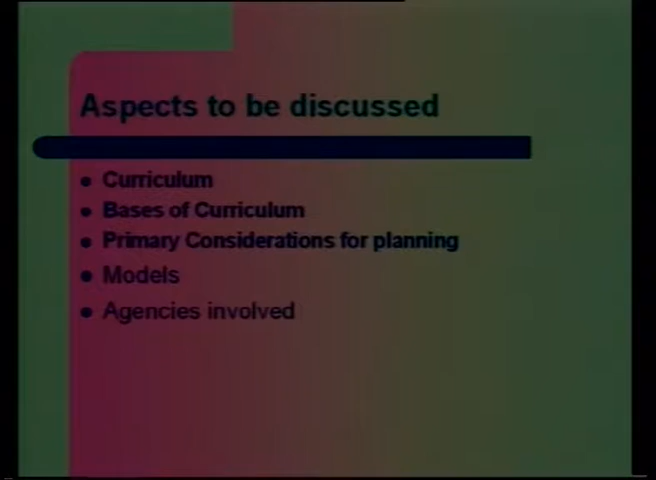 Aspects to be discussed
Curriculum
Bases of Curriculum
Primary Considerations for planning
Models
Agencies involved